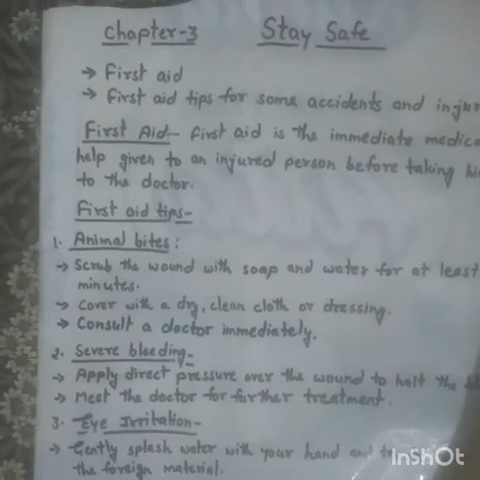 Chapter-3 Stay Safe
→ First aid
→ First aid tips for some accidents and injur
First Aid- First aid is the immediate medica
help given to an injured person before taking hi
to the doctor.
First aid tips-
1. Animal bites:
→ Scrub the wound with soap and water for at least
minutes.
→ Cover with a dry, clean cloth or dressing.
→ Consult a doctor immediately.
2. Severe bleeding-
→ Apply direct pressure over the wound to halt the
→ Meet the doctor for further treatment.
3. Eye Irritation-
→ Gently splash water with your hand and
the foreign material.
InShOt